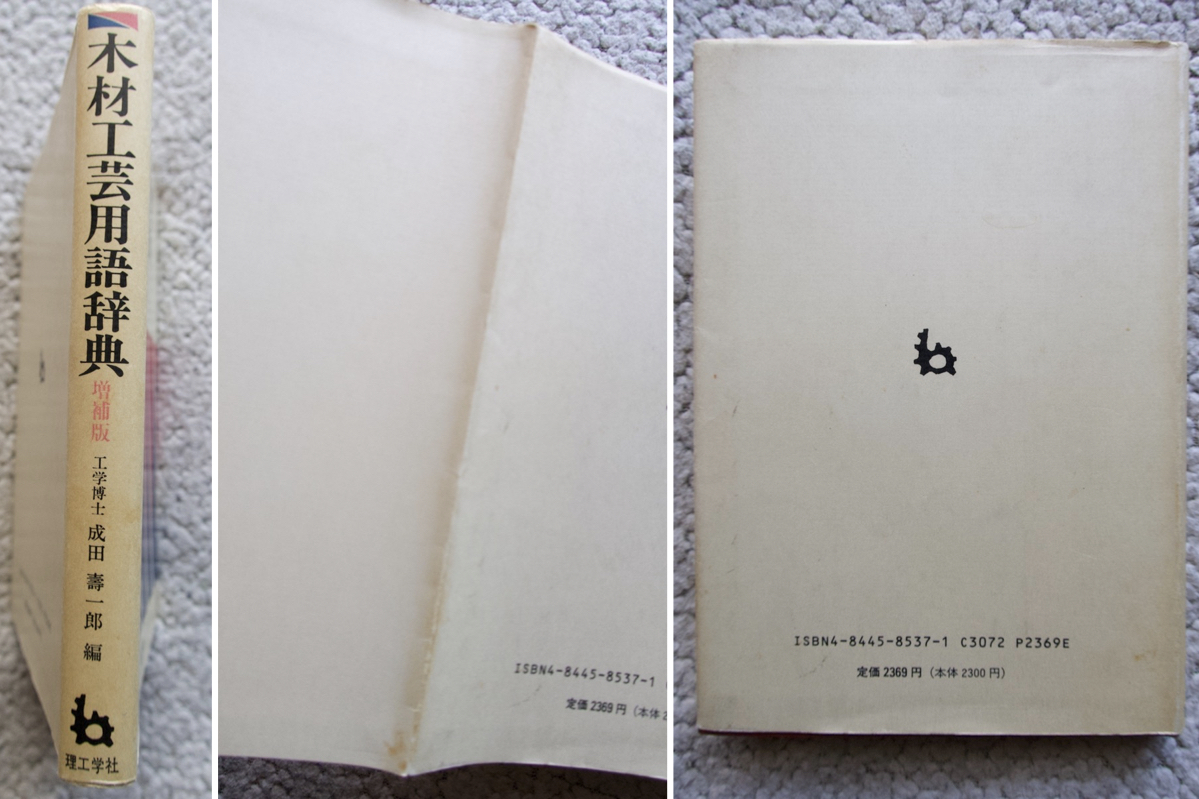 木材工芸用語辞典
増補版
工学博士 成田 壽一郎 編
理工学社
ISBN4-8445-8537-1
定価2369円(本体2
ISBN4-8445-8537-1 C3072 P2369E
定価2369円(本体2300円)